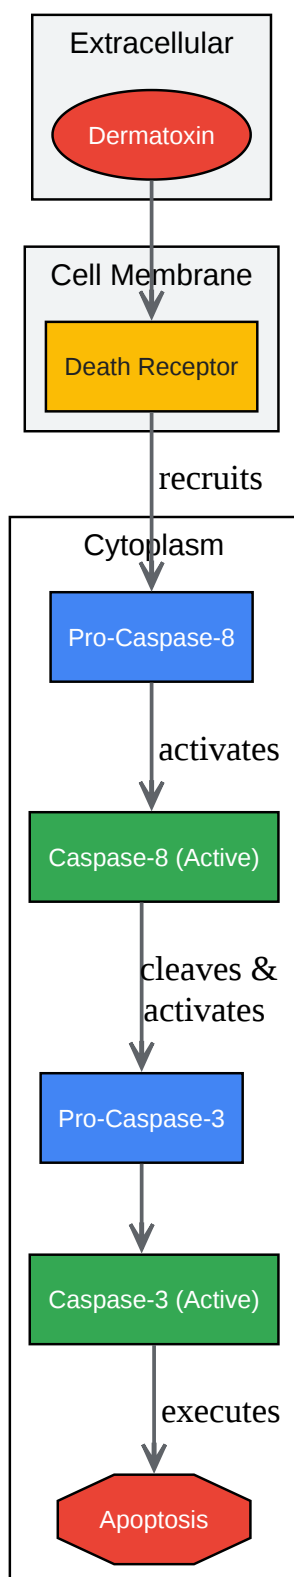 Extracellular
Dermatoxin
Cell Membrane
Death Receptor
recruits
Cytoplasm
Pro-Caspase-8
activates
Caspase-8 (Active)
cleaves &
activates
Pro-Caspase-3
Caspase-3 (Active)
executes
Apoptosis